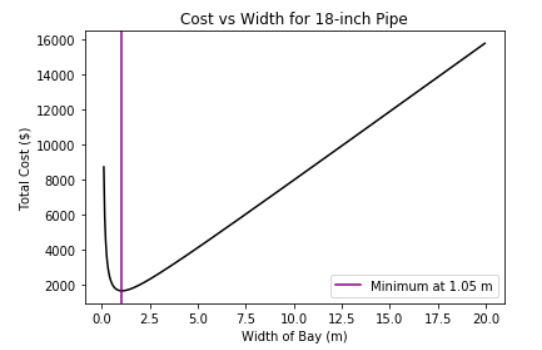 Cost vs Width for 18-inch Pipe
16000
14000
12000
10000
8000
6000
4000
2000
Total Cost ($)
Minimum at 1.05 m
0.0 2.5 5.0 7.5 10.0 12.5 15.0 17.5 20.0
Width of Bay (m)